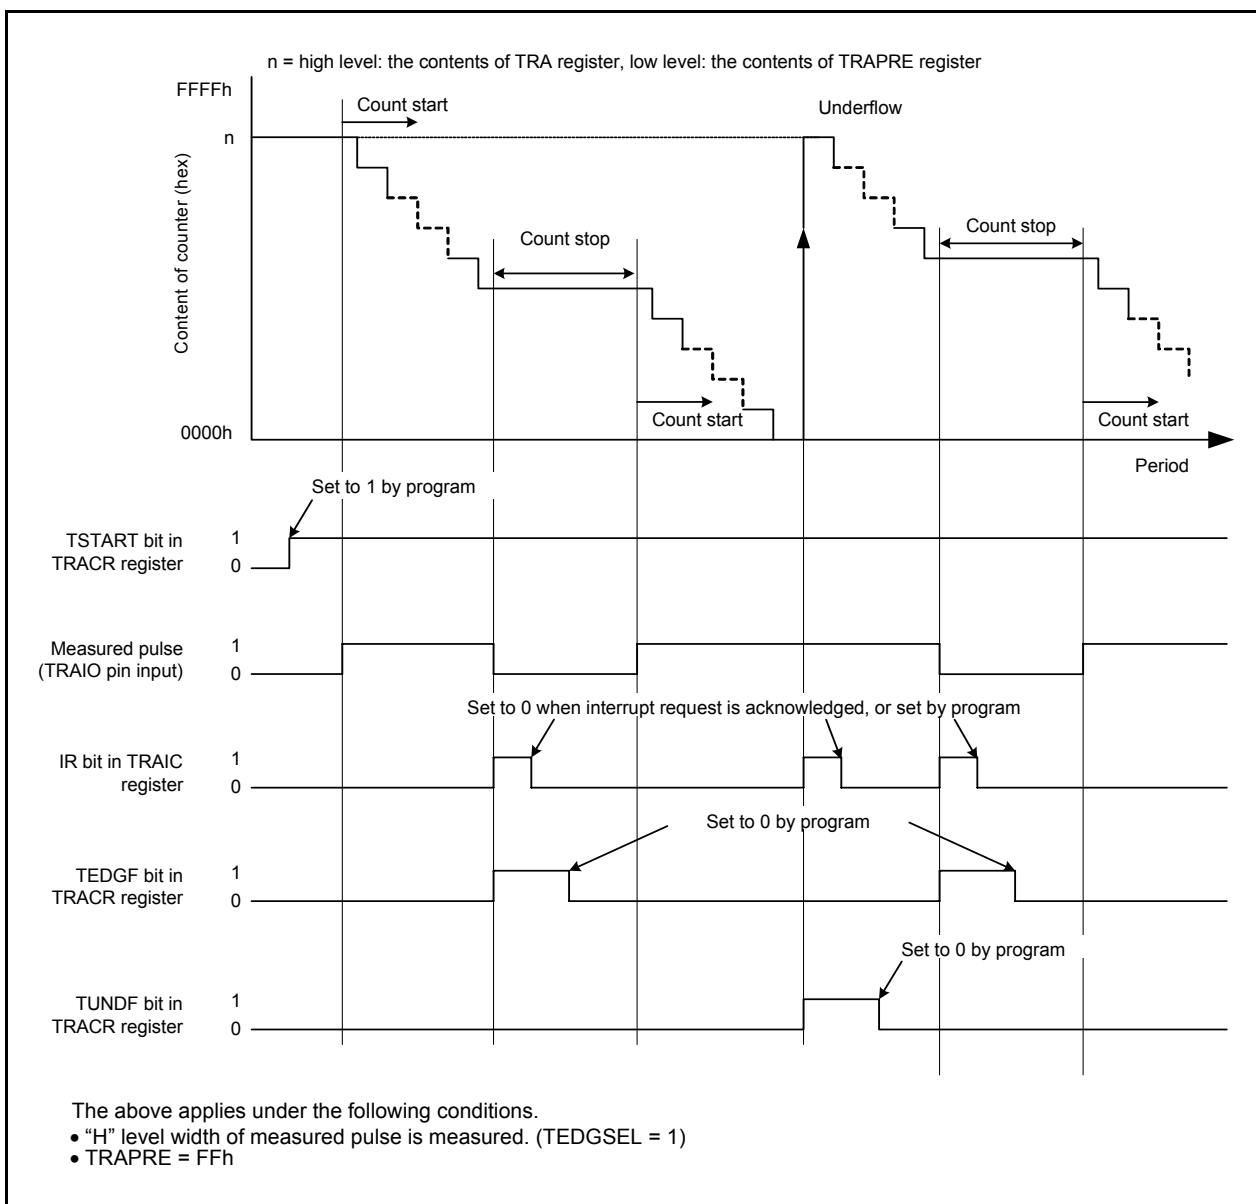 n = high level: the contents of TRA register, low level: the contents of TRAPRE register
FFFFh
Count start
Underflow
n
Content of counter (hex)
Count stop
Count stop
Count start
Count start
0000h
Period
Set to 1 by program
TSTART bit in
TRACR register
1
0
Measured pulse
(TRAIO pin input)
1
0
Set to 0 when interrupt request is acknowledged, or set by program
IR bit in TRAIC
register
1
0
Set to 0 by program
TEDGF bit in
TRACR register
1
0
Set to 0 by program
TUNDF bit in
TRACR register
1
0
The above applies under the following conditions.
• “H” level width of measured pulse is measured. (TEDGSEL = 1)
• TRAPRE = FFh